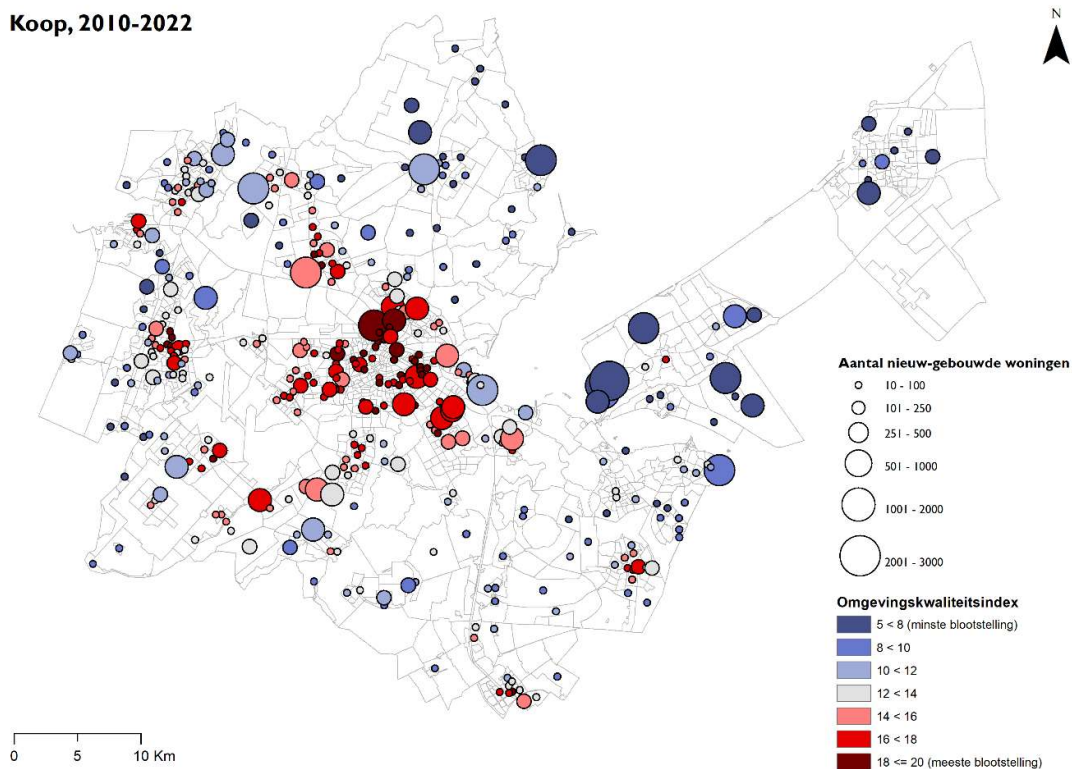 Koop, 2010-2022
N
Aantal nieuw-gebouwde woningen
10 - 100
101 - 250
251 - 500
501 - 1000
1001 - 2000
2001 - 3000
Omgevingskwaliteitsindex
5 < 8 (minste blootstelling)
8 < 10
10 < 12
12 < 14
14 < 16
16 < 18
18 <= 20 (meeste blootstelling)
0 5 10 Km